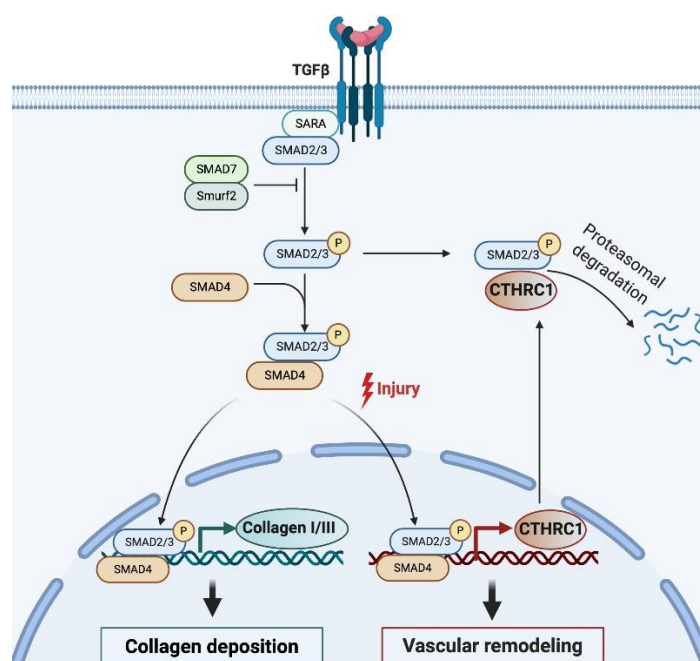 TGFβ
SARA
SMAD2/3
SMAD7
Smurf2
SMAD2/3
P
SMAD4
SMAD2/3
P
SMAD4
SMAD2/3
P
CTHRC1
Proteasomal
degradation
Injury
SMAD2/3
P
SMAD4
Collagen I/III
SMAD2/3
P
SMAD4
CTHRC1
Collagen deposition
Vascular remodeling